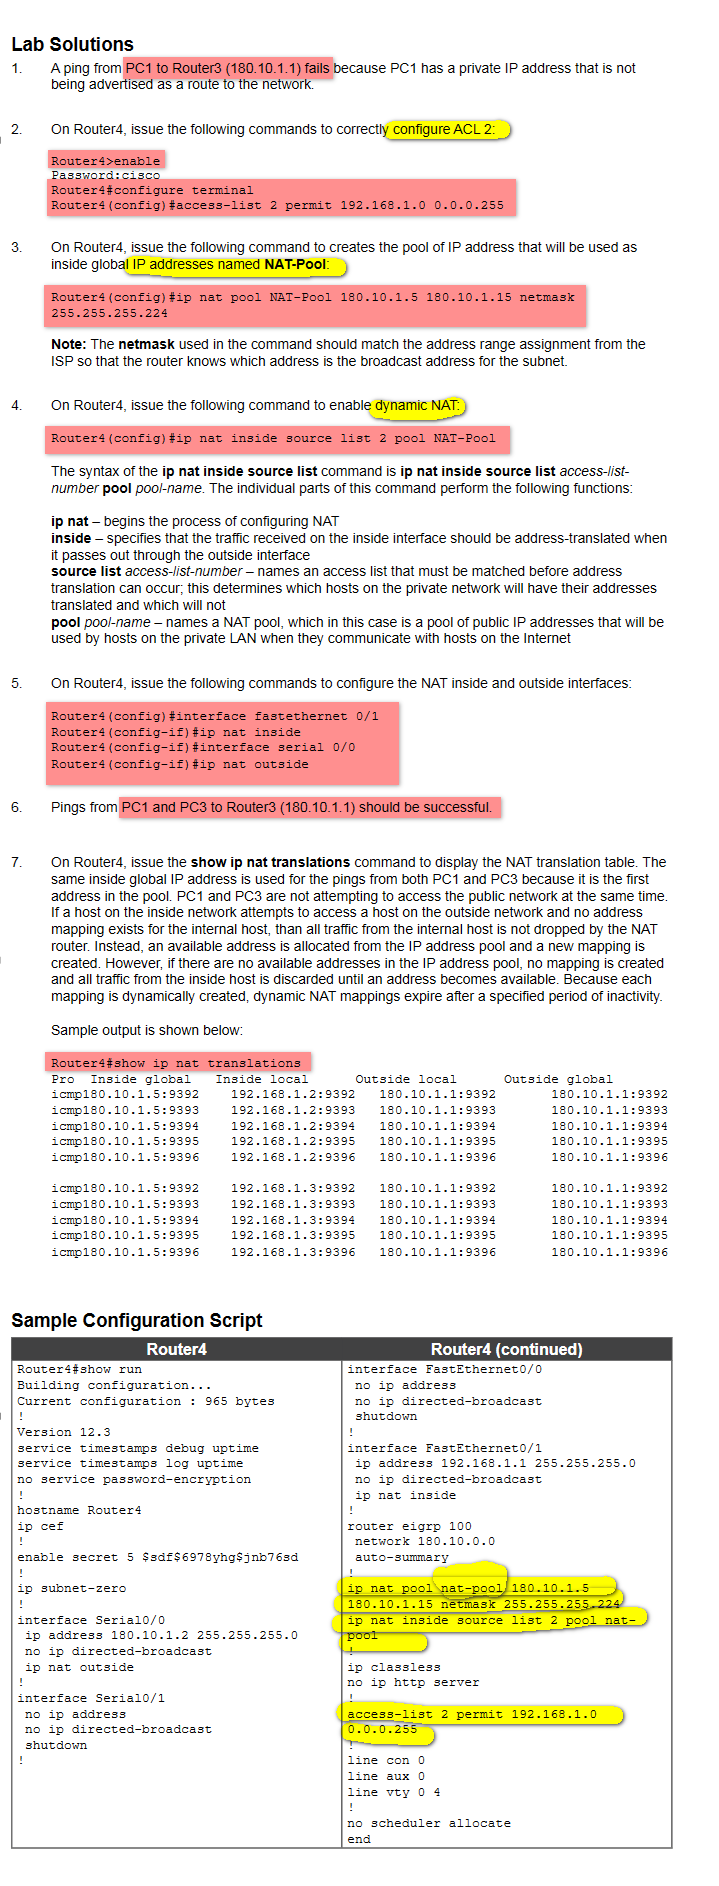 Lab Solutions
1. A ping from PC1 to Router3 (180.10.1.1) fails because PC1 has a private IP address that is not
being advertised as a route to the network.
2. On Router4, issue the following commands to correctly configure ACL 2:
Router4>enable
Password:cisco
Router4#configure terminal
Router4(config)#access-list 2 permit 192.168.1.0 0.0.0.255
3. On Router4, issue the following command to creates the pool of IP address that will be used as
inside global IP addresses named NAT-Pool:
Router4(config)#ip nat pool NAT-Pool 180.10.1.5 180.10.1.15 netmask
255.255.255.224
Note: The netmask used in the command should match the address range assignment from the
ISP so that the router knows which address is the broadcast address for the subnet.
4. On Router4, issue the following command to enable dynamic NAT:
Router4(config)#ip nat inside source list 2 pool NAT-Pool
The syntax of the ip nat inside source list command is ip nat inside source list access-list-
number pool pool-name. The individual parts of this command perform the following functions:
ip nat – begins the process of configuring NAT
inside – specifies that the traffic received on the inside interface should be address-translated when
it passes out through the outside interface
source list access-list-number – names an access list that must be matched before address
translation can occur; this determines which hosts on the private network will have their addresses
translated and which will not
pool pool-name – names a NAT pool, which in this case is a pool of public IP addresses that will be
used by hosts on the private LAN when they communicate with hosts on the Internet
5. On Router4, issue the following commands to configure the NAT inside and outside interfaces:
Router4(config)#interface fastethernet 0/1
Router4(config-if)#ip nat inside
Router4(config-if)#interface serial 0/0
Router4(config-if)#ip nat outside
6. Pings from PC1 and PC3 to Router3 (180.10.1.1) should be successful.
7. On Router4, issue the show ip nat translations command to display the NAT translation table. The
same inside global IP address is used for the pings from both PC1 and PC3 because it is the first
address in the pool. PC1 and PC3 are not attempting to access the public network at the same time.
If a host on the inside network attempts to access a host on the outside network and no address
mapping exists for the internal host, than all traffic from the internal host is not dropped by the NAT
router. Instead, an available address is allocated from the IP address pool and a new mapping is
created. However, if there are no available addresses in the IP address pool, no mapping is created
and all traffic from the inside host is discarded until an address becomes available. Because each
mapping is dynamically created, dynamic NAT mappings expire after a specified period of inactivity.
Sample output is shown below:
Router4#show ip nat translations
Pro Inside global Inside local Outside local Outside global
icmp180.10.1.5:9392 192.168.1.2:9392 180.10.1.1:9392 180.10.1.1:9392
icmp180.10.1.5:9393 192.168.1.2:9393 180.10.1.1:9393 180.10.1.1:9393
icmp180.10.1.5:9394 192.168.1.2:9394 180.10.1.1:9394 180.10.1.1:9394
icmp180.10.1.5:9395 192.168.1.2:9395 180.10.1.1:9395 180.10.1.1:9395
icmp180.10.1.5:9396 192.168.1.2:9396 180.10.1.1:9396 180.10.1.1:9396
icmp180.10.1.5:9392 192.168.1.3:9392 180.10.1.1:9392 180.10.1.1:9392
icmp180.10.1.5:9393 192.168.1.3:9393 180.10.1.1:9393 180.10.1.1:9393
icmp180.10.1.5:9394 192.168.1.3:9394 180.10.1.1:9394 180.10.1.1:9394
icmp180.10.1.5:9395 192.168.1.3:9395 180.10.1.1:9395 180.10.1.1:9395
icmp180.10.1.5:9396 192.168.1.3:9396 180.10.1.1:9396 180.10.1.1:9396
Sample Configuration Script
Router4
Router4#show run
Building configuration...
Current configuration : 965 bytes
!
Version 12.3
service timestamps debug uptime
service timestamps log uptime
no service password-encryption
!
hostname Router4
ip cef
!
enable secret 5 $sdf$6978yhg$jnb76sd
!
ip subnet-zero
!
interface Serial0/0
ip address 180.10.1.2 255.255.255.0
no ip directed-broadcast
ip nat outside
!
interface Serial0/1
no ip address
no ip directed-broadcast
shutdown
!
Router4 (continued)
interface FastEthernet0/0
no ip address
no ip directed-broadcast
shutdown
!
interface FastEthernet0/1
ip address 192.168.1.1 255.255.255.0
no ip directed-broadcast
ip nat inside
!
router eigrp 100
network 180.10.0.0
auto-summary
!
ip nat pool nat-pool 180.10.1.5
180.10.1.15 netmask 255.255.255.224
ip nat inside source list 2 pool nat-
pool
!
ip classless
no ip http server
!
access-list 2 permit 192.168.1.0
0.0.0.255
!
line con 0
line aux 0
line vty 0 4
!
no scheduler allocate
end